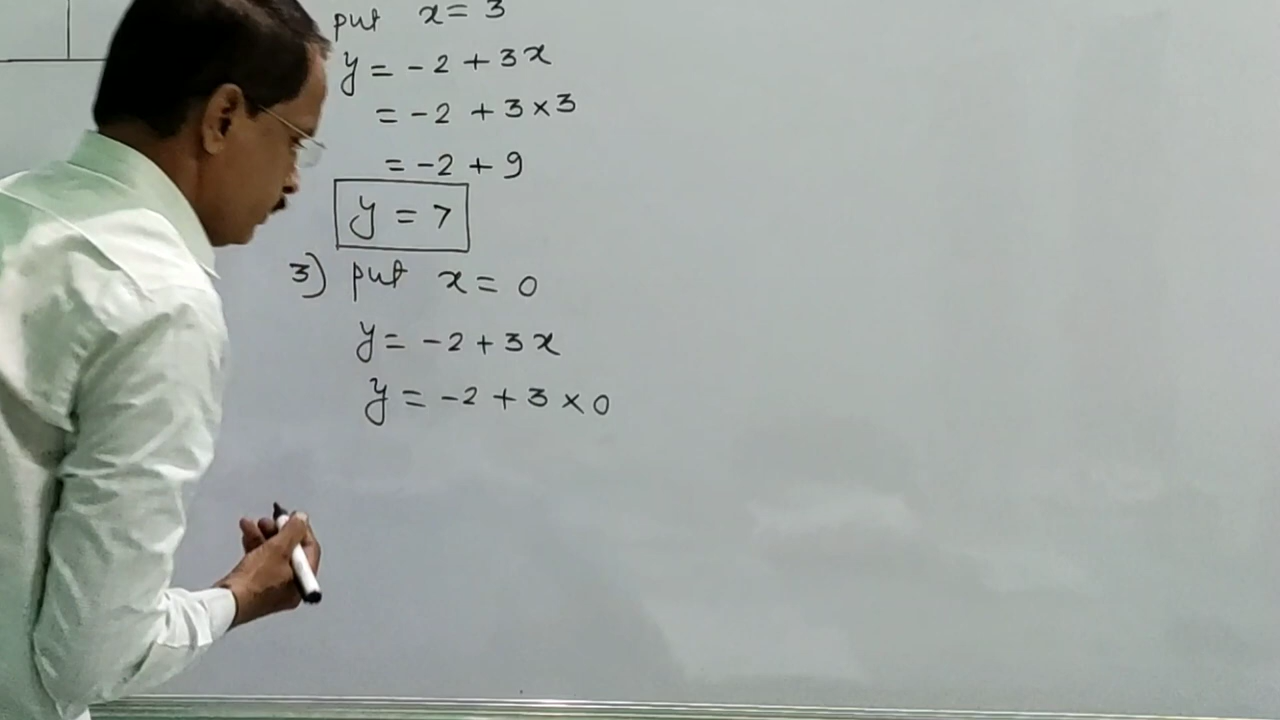 put x = 3
y = -2 + 3x
= -2 + 3 × 3
= -2 + 9
y = 7
3) put x = 0
y = -2 + 3x
y = -2 + 3 × 0